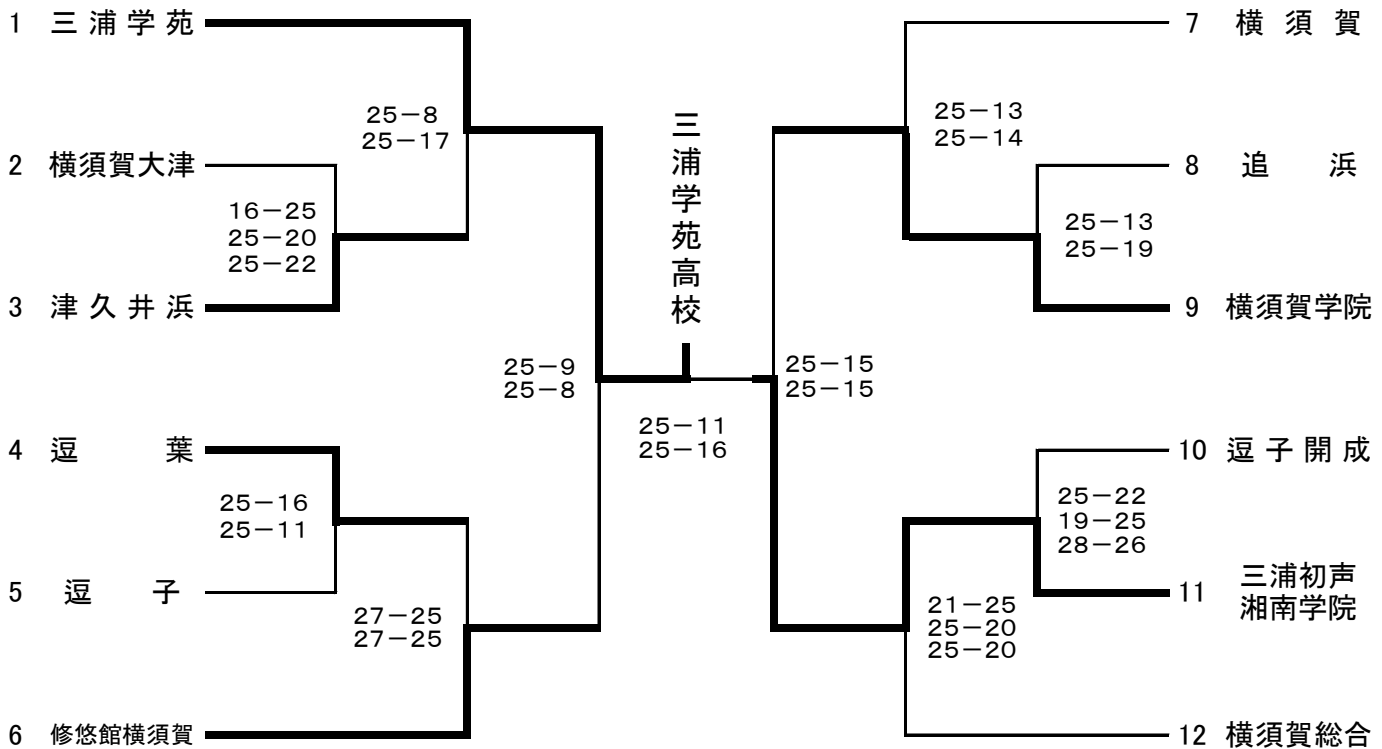 1 三浦学苑
25-8
25-17
2 横須賀大津
16-25
25-20
25-22
3 津久井浜
25-9
25-8
4 逗葉
25-16
25-11
5 逗子
27-25
27-25
6 修悠館横須賀
三浦学苑高校
25-11
25-16
7 横須賀
25-13
25-14
8 追浜
25-13
25-19
9 横須賀学院
25-15
25-15
10 逗子開成
25-22
19-25
28-26
11 三浦初声
湘南学院
21-25
25-20
25-20
12 横須賀総合